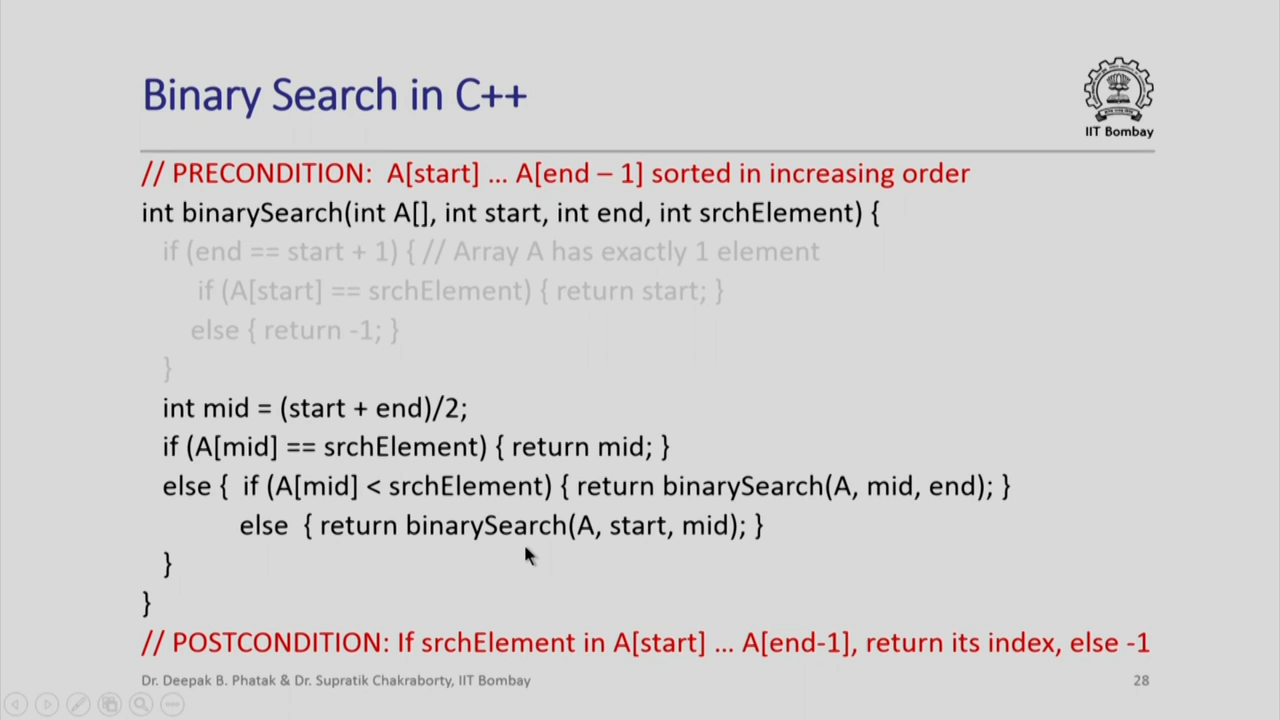 Binary Search in C++
IIT Bombay
// PRECONDITION: A[start] ... A[end – 1] sorted in increasing order
int binarySearch(int A[], int start, int end, int srchElement) {
if (end == start + 1) { // Array A has exactly 1 element
if (A[start] == srchElement) { return start; }
else { return -1; }
}
int mid = (start + end)/2;
if (A[mid] == srchElement) { return mid; }
else { if (A[mid] < srchElement) { return binarySearch(A, mid, end); }
else { return binarySearch(A, start, mid); }
}
}
// POSTCONDITION: If srchElement in A[start] ... A[end-1], return its index, else -1
Dr. Deepak B. Phatak & Dr. Supratik Chakraborty, IIT Bombay
28